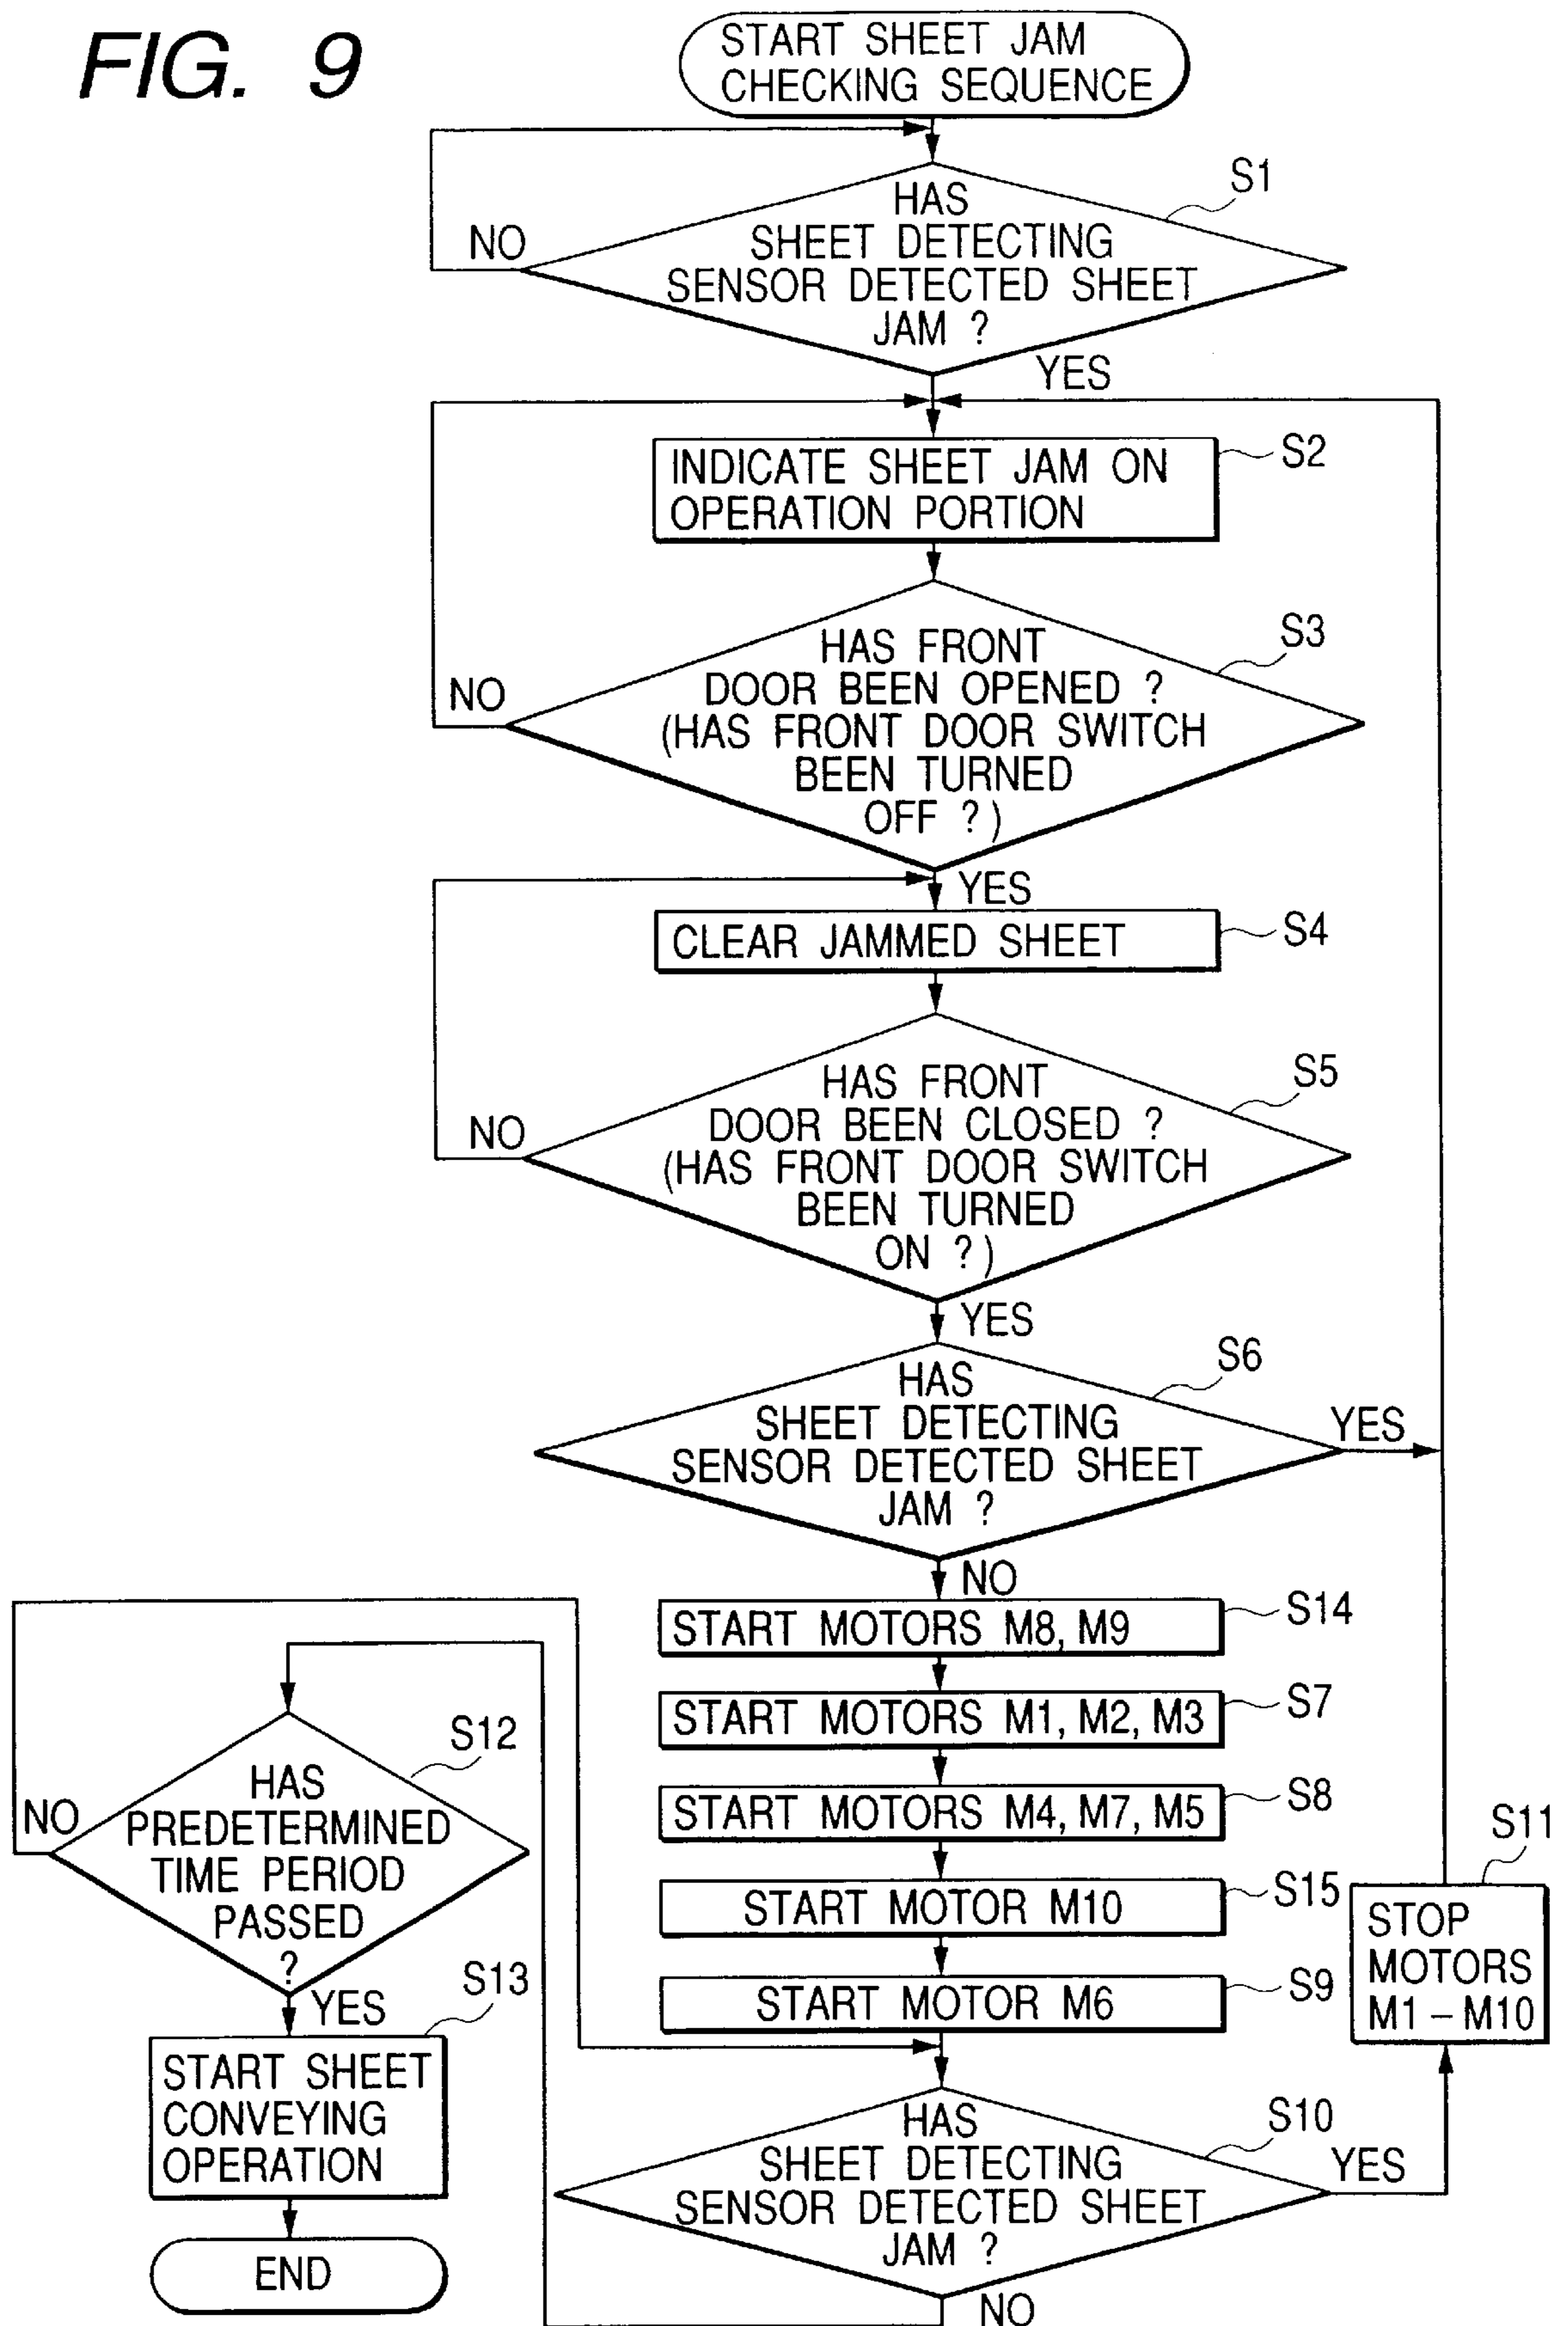 FIG. 9
START SHEET JAM
CHECKING SEQUENCE
S1
HAS
SHEET DETECTING
SENSOR DETECTED SHEET
JAM ?
NO
YES
S2
INDICATE SHEET JAM ON
OPERATION PORTION
S3
HAS FRONT
DOOR BEEN OPENED ?
(HAS FRONT DOOR SWITCH
BEEN TURNED
OFF ?)
NO
YES
S4
CLEAR JAMMED SHEET
S5
HAS FRONT
DOOR BEEN CLOSED ?
(HAS FRONT DOOR SWITCH
BEEN TURNED
ON ?)
NO
YES
S6
HAS
SHEET DETECTING
SENSOR DETECTED SHEET
JAM ?
YES
NO
S14
START MOTORS M8, M9
S7
START MOTORS M1, M2, M3
S8
START MOTORS M4, M7, M5
S15
START MOTOR M10
S9
START MOTOR M6
S10
HAS
SHEET DETECTING
SENSOR DETECTED SHEET
JAM ?
YES
NO
S11
STOP
MOTORS
M1 – M10
S12
HAS
PREDETERMINED
TIME PERIOD
PASSED
?
NO
YES
S13
START SHEET
CONVEYING
OPERATION
END